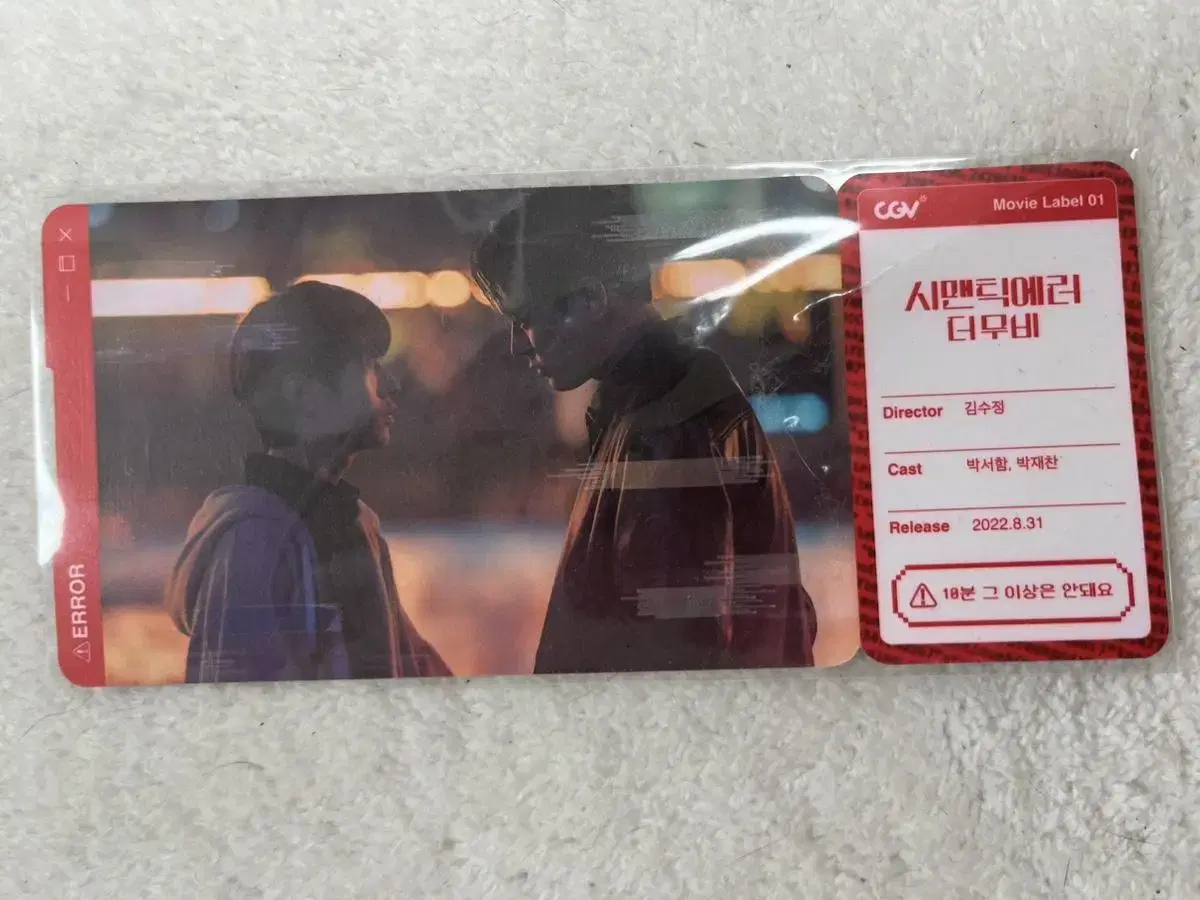 ⚠ERROR
CGV
Movie Label 01
시맨틱에러
더무비
Director 김수정
Cast 박서함, 박재찬
Release 2022.8.31
⚠ 10분 그 이상은 안돼요